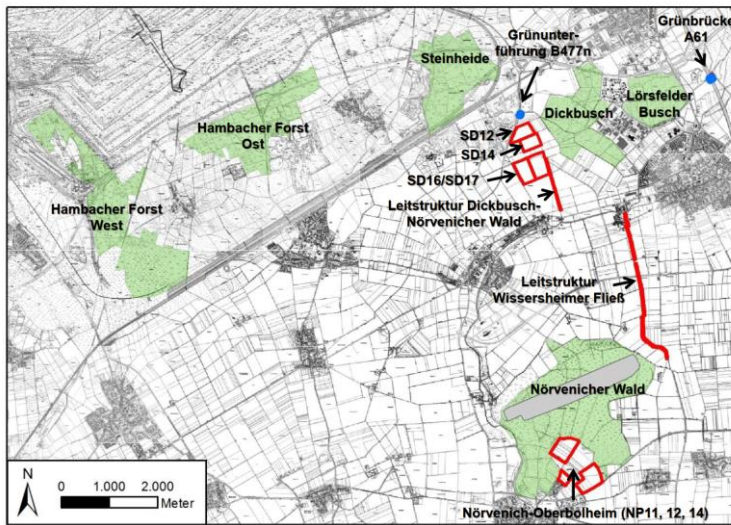 Grünunter-
führung B477n
Grünbrücke
A61
Steinheide
Dickbusch
Lörsfelder
Busch
Hambacher Forst
Ost
SD12
SD14
SD16/SD17
Hambacher Forst
West
Leitstruktur Dickbusch-
Nörvenicher Wald
Leitstruktur
Wissersheimer Fließ
Nörvenicher Wald
N
0 1.000 2.000
Meter
Nörvenich-Oberbolheim (NP11, 12, 14)